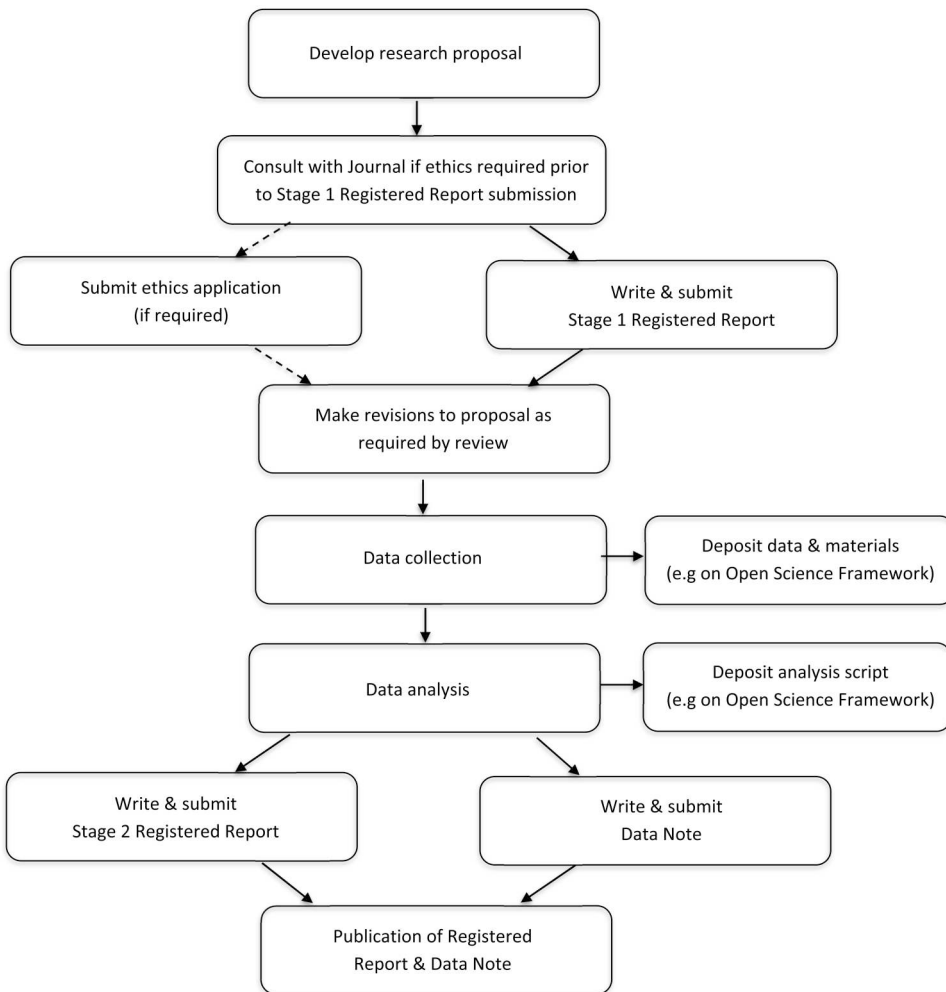 Develop research proposal
Consult with Journal if ethics required prior
to Stage 1 Registered Report submission
Submit ethics application
(if required)
Write & submit
Stage 1 Registered Report
Make revisions to proposal as
required by review
Data collection
Deposit data & materials
(e.g on Open Science Framework)
Data analysis
Deposit analysis script
(e.g on Open Science Framework)
Write & submit
Stage 2 Registered Report
Write & submit
Data Note
Publication of Registered
Report & Data Note